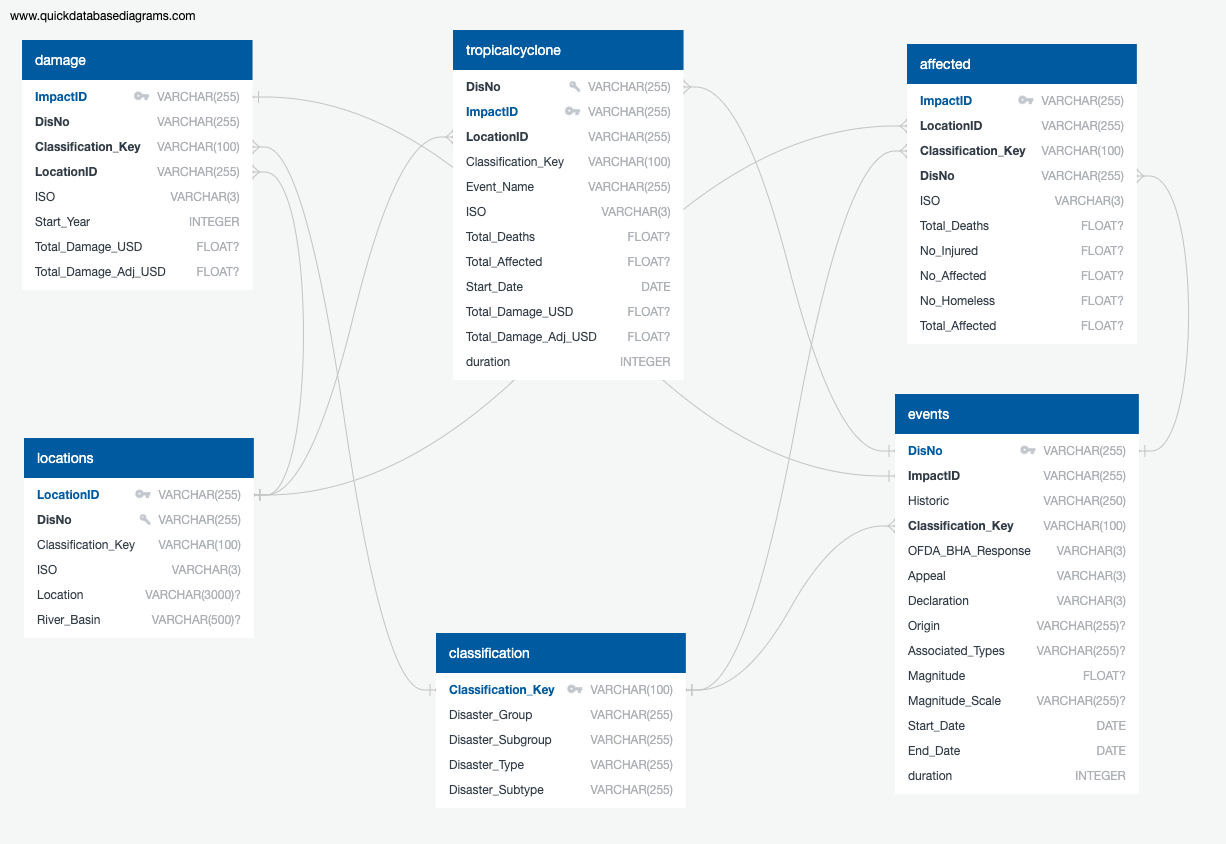 www.quickdatabasediagrams.com
damage
ImpactID VARCHAR(255)
DisNo VARCHAR(255)
Classification_Key VARCHAR(100)
LocationID VARCHAR(255)
ISO VARCHAR(3)
Start_Year INTEGER
Total_Damage_USD FLOAT?
Total_Damage_Adj_USD FLOAT?
tropicalcyclone
DisNo VARCHAR(255)
ImpactID VARCHAR(255)
LocationID VARCHAR(255)
Classification_Key VARCHAR(100)
Event_Name VARCHAR(255)
ISO VARCHAR(3)
Total_Deaths FLOAT?
Total_Affected FLOAT?
Start_Date DATE
Total_Damage_USD FLOAT?
Total_Damage_Adj_USD FLOAT?
duration INTEGER
affected
ImpactID VARCHAR(255)
LocationID VARCHAR(255)
Classification_Key VARCHAR(100)
DisNo VARCHAR(255)
ISO VARCHAR(3)
Total_Deaths FLOAT?
No_Injured FLOAT?
No_Affected FLOAT?
No_Homeless FLOAT?
Total_Affected FLOAT?
locations
LocationID VARCHAR(255)
DisNo VARCHAR(255)
Classification_Key VARCHAR(100)
ISO VARCHAR(3)
Location VARCHAR(3000)?
River_Basin VARCHAR(500)?
classification
Classification_Key VARCHAR(100)
Disaster_Group VARCHAR(255)
Disaster_Subgroup VARCHAR(255)
Disaster_Type VARCHAR(255)
Disaster_Subtype VARCHAR(255)
events
DisNo VARCHAR(255)
ImpactID VARCHAR(255)
Historic VARCHAR(250)
Classification_Key VARCHAR(100)
OFDA_BHA_Response VARCHAR(3)
Appeal VARCHAR(3)
Declaration VARCHAR(3)
Origin VARCHAR(255)?
Associated_Types VARCHAR(255)?
Magnitude FLOAT?
Magnitude_Scale VARCHAR(255)?
Start_Date DATE
End_Date DATE
duration INTEGER